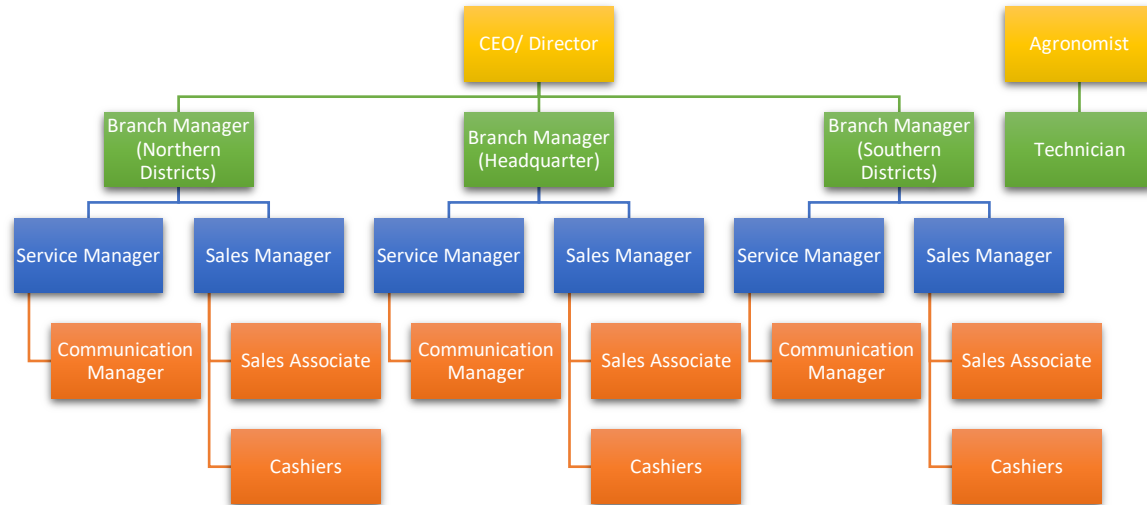 CEO/ Director
Agronomist
Branch Manager
(Northern
Districts)
Branch Manager
(Headquarter)
Branch Manager
(Southern
Districts)
Technician
Service Manager
Sales Manager
Service Manager
Sales Manager
Service Manager
Sales Manager
Communication
Manager
Sales Associate
Communication
Manager
Sales Associate
Communication
Manager
Sales Associate
Cashiers
Cashiers
Cashiers